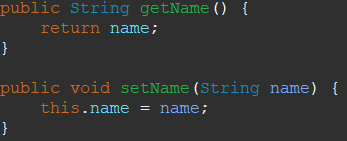 public String getName() {
    return name;
}

public void setName(String name) {
    this.name = name;
}